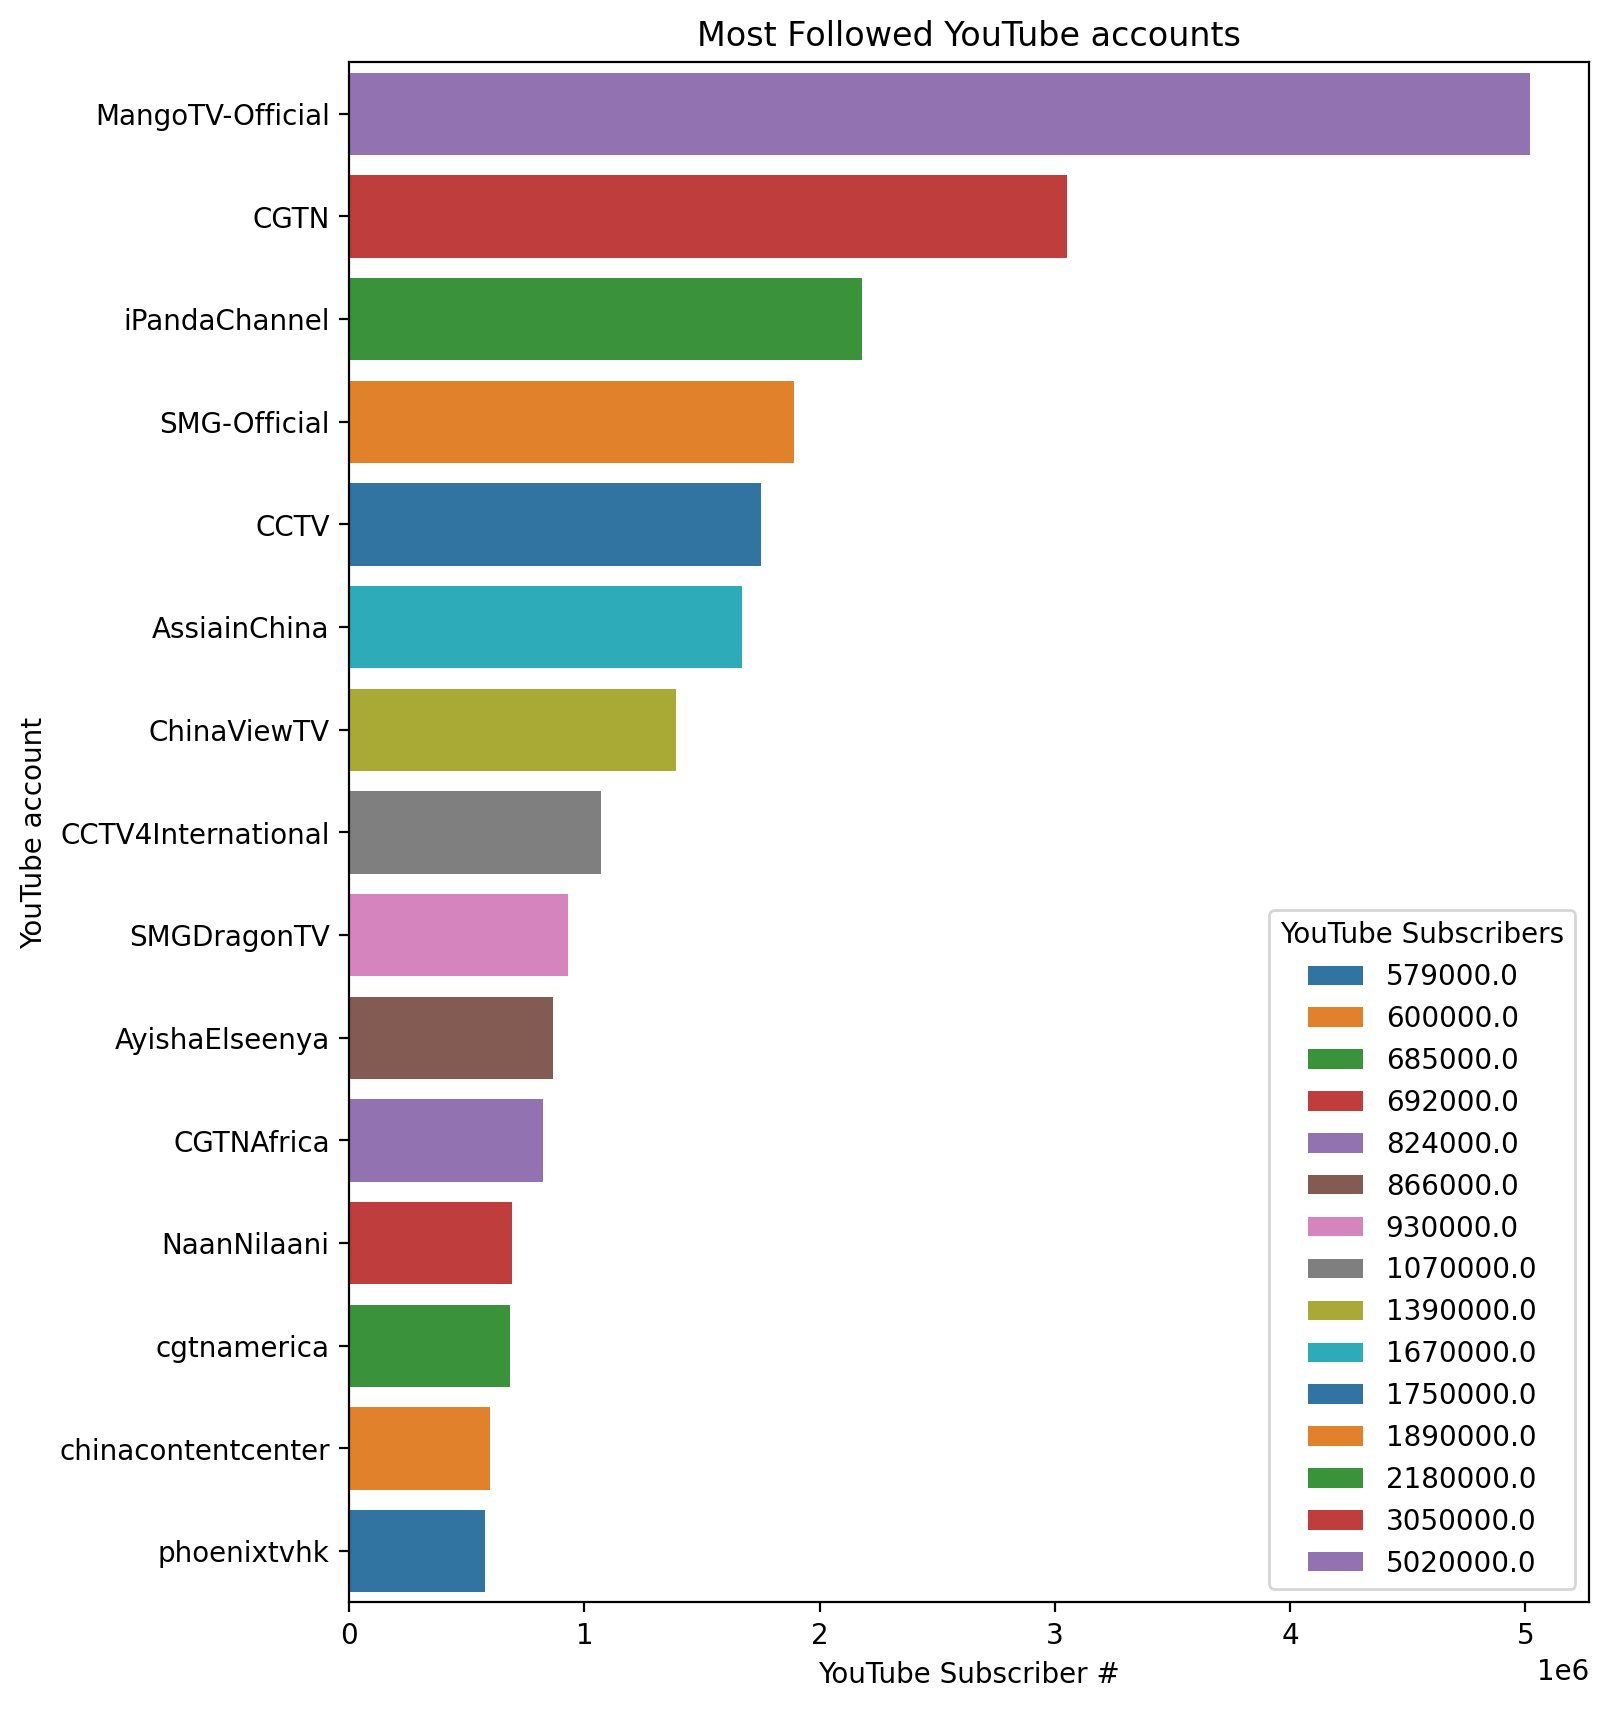 Most Followed YouTube accounts
MangoTV-Official
CGTN
iPandaChannel
SMG-Official
CCTV
AssiainChina
ChinaViewTV
CCTV4International
SMGDragonTV
AyishaElseenya
CGTNAfrica
NaanNilaani
cgtnamerica
chinacontentcenter
phoenixtvhk
YouTube account
YouTube Subscribers
579000.0
600000.0
685000.0
692000.0
824000.0
866000.0
930000.0
1070000.0
1390000.0
1670000.0
1750000.0
1890000.0
2180000.0
3050000.0
5020000.0
0 1 2 3 4 5
1e6
YouTube Subscriber #